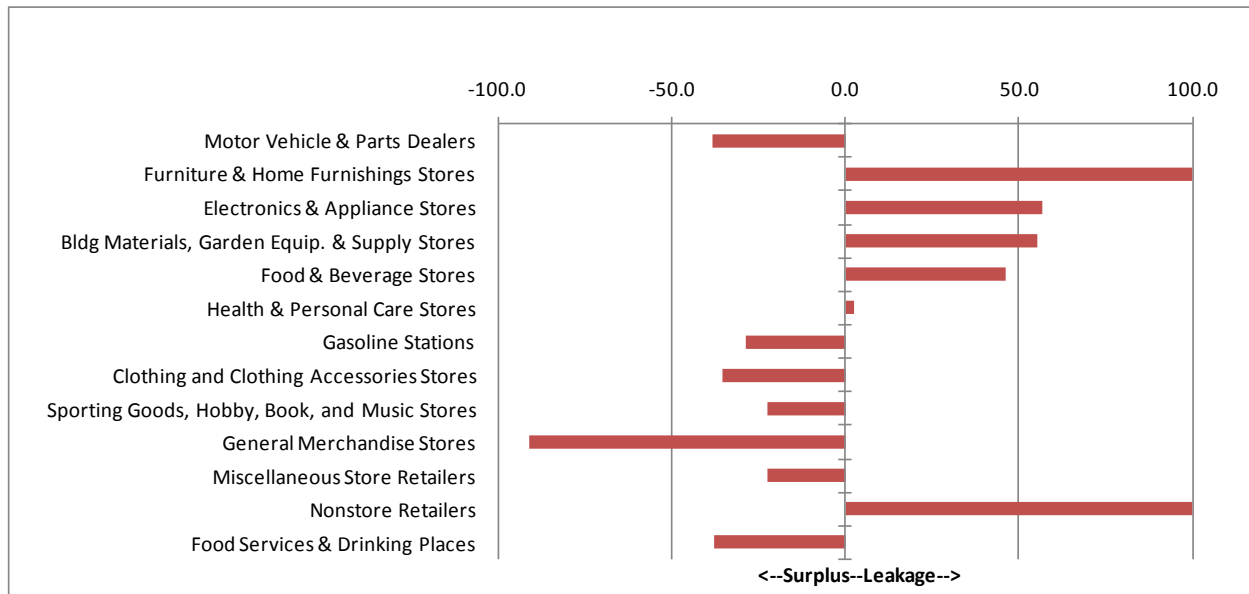 -100.0 -50.0 0.0 50.0 100.0
Motor Vehicle & Parts Dealers
Furniture & Home Furnishings Stores
Electronics & Appliance Stores
Bldg Materials, Garden Equip. & Supply Stores
Food & Beverage Stores
Health & Personal Care Stores
Gasoline Stations
Clothing and Clothing Accessories Stores
Sporting Goods, Hobby, Book, and Music Stores
General Merchandise Stores
Miscellaneous Store Retailers
Nonstore Retailers
Food Services & Drinking Places
<--Surplus--Leakage-->